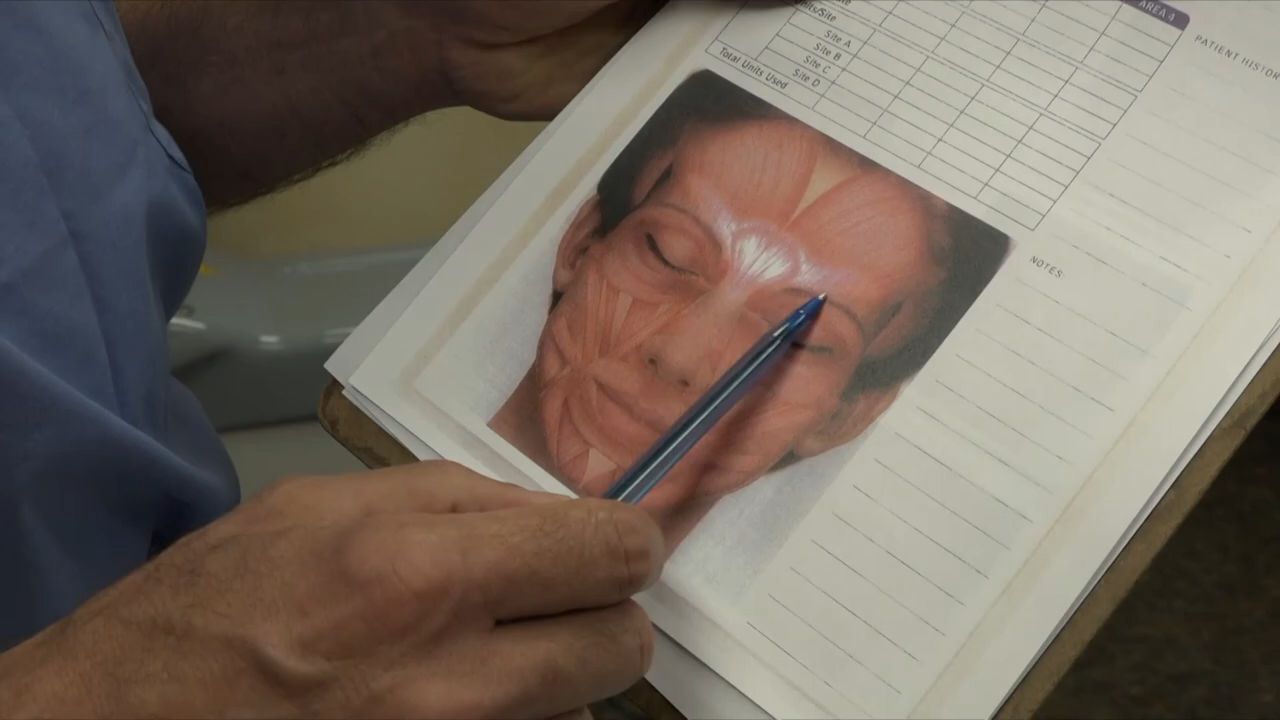 AREA 4
Units/Site
Site A
Site B
Site C
Site D
Total Units Used
PATIENT HISTOR
NOTES: